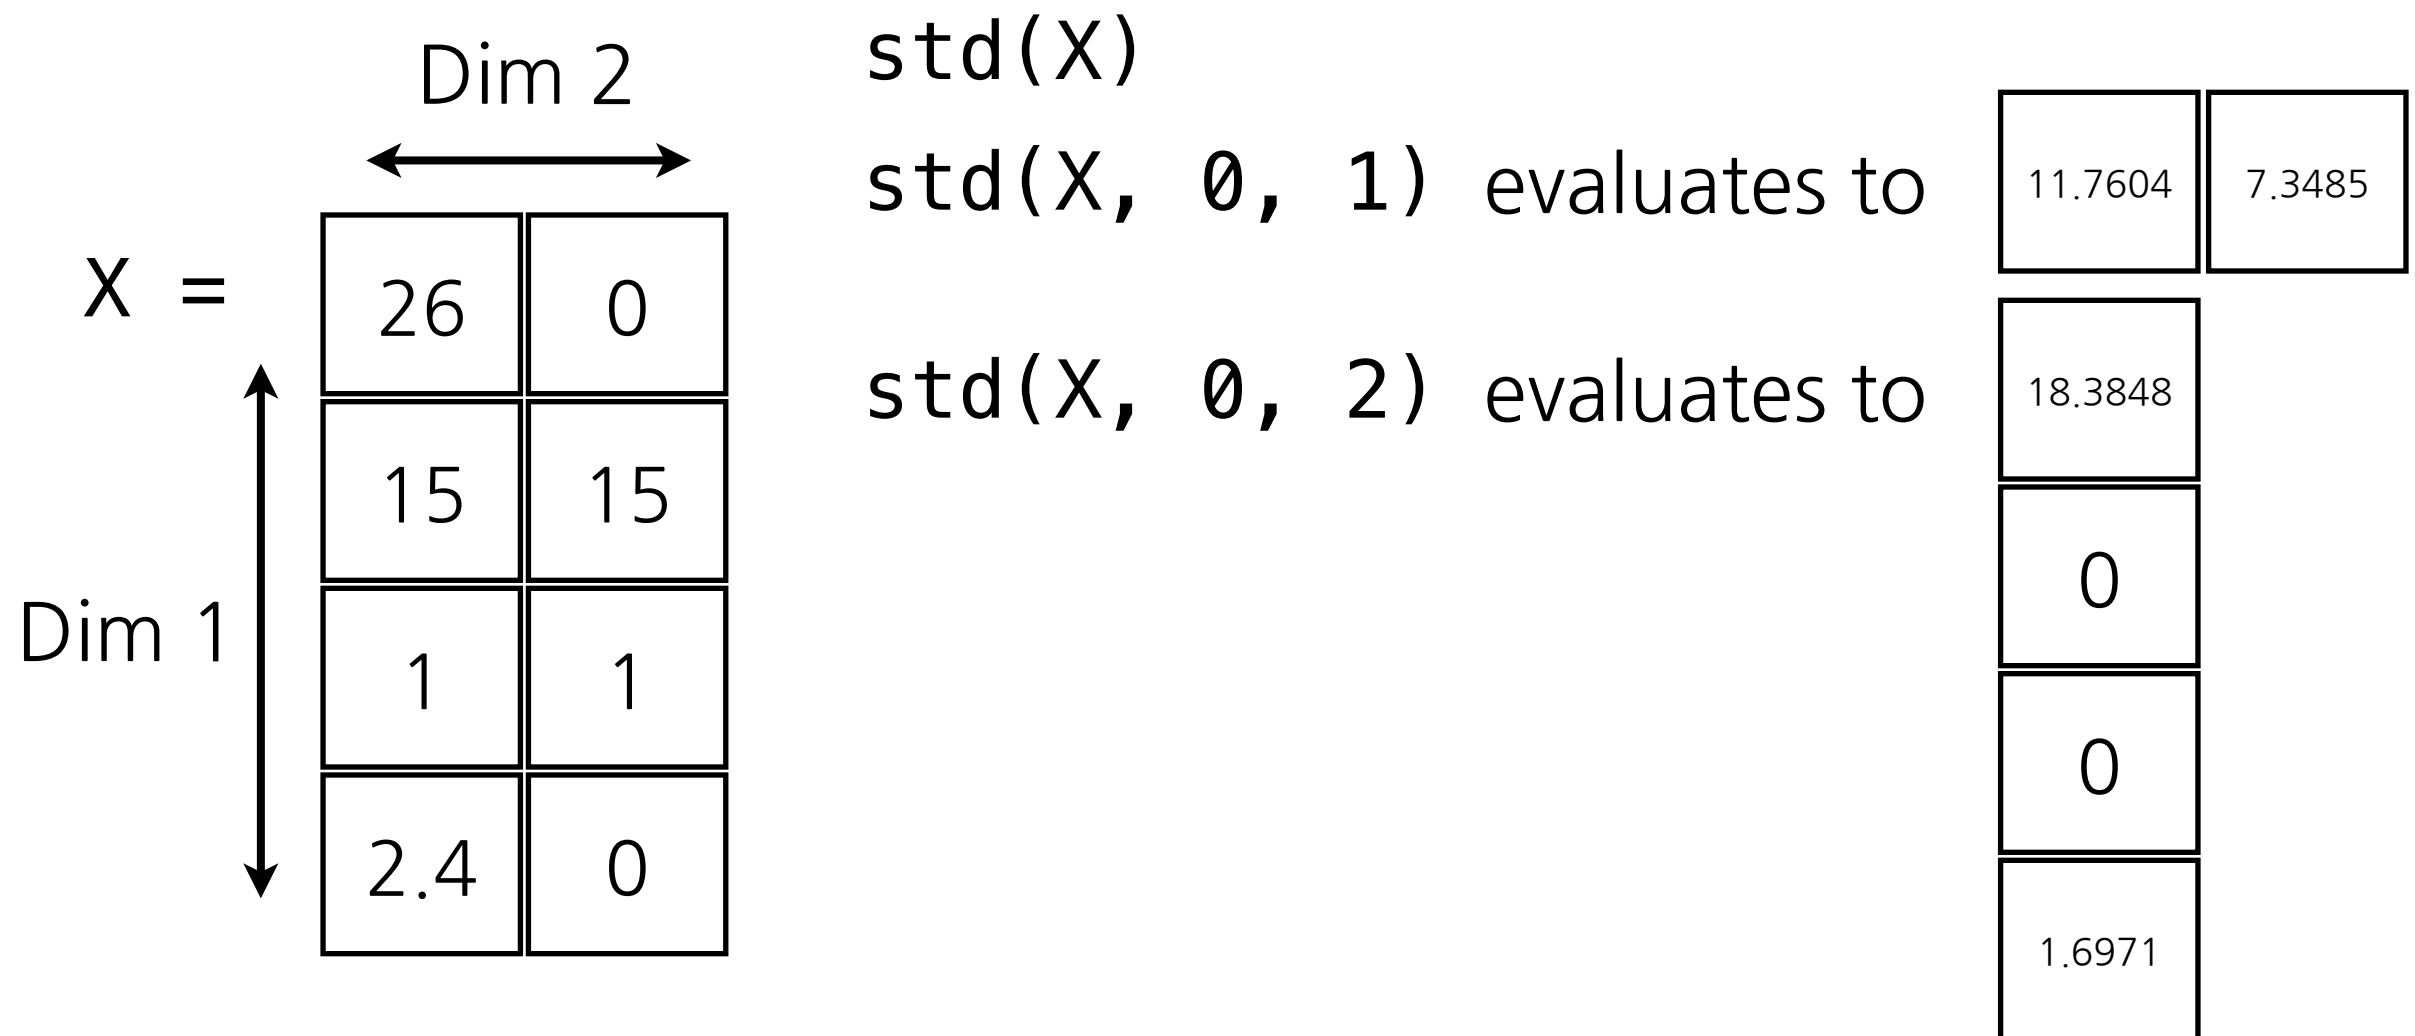 Dim 2
X =
Dim 1
26 0
15 15
1 1
2.4 0
std(X)
std(X, 0, 1) evaluates to
11.7604 7.3485
std(X, 0, 2) evaluates to
18.3848
0
0
1.6971